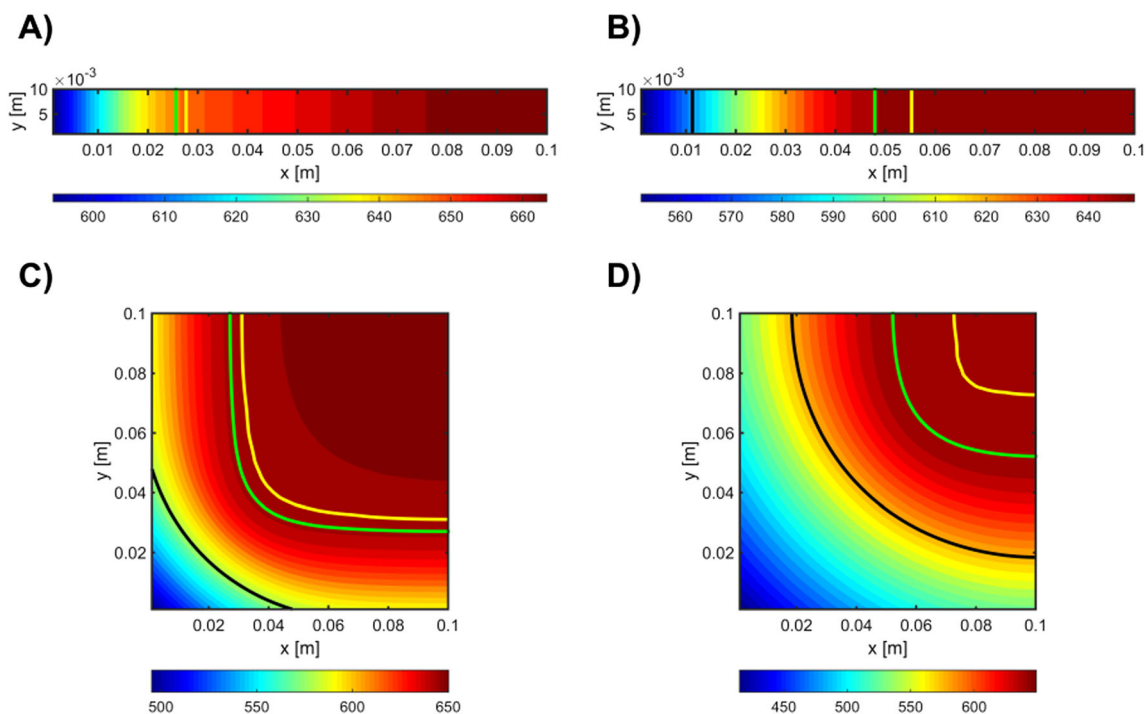 A)
×10⁻³
10
5
y [m]
0.01 0.02 0.03 0.04 0.05 0.06 0.07 0.08 0.09 0.1
x [m]
600 610 620 630 640 650 660
B)
×10⁻³
10
5
y [m]
0.01 0.02 0.03 0.04 0.05 0.06 0.07 0.08 0.09 0.1
x [m]
560 570 580 590 600 610 620 630 640
C)
0.1
0.08
0.06
0.04
0.02
y [m]
0.02 0.04 0.06 0.08 0.1
x [m]
500 550 600 650
D)
0.1
0.08
0.06
0.04
0.02
y [m]
0.02 0.04 0.06 0.08 0.1
x [m]
450 500 550 600